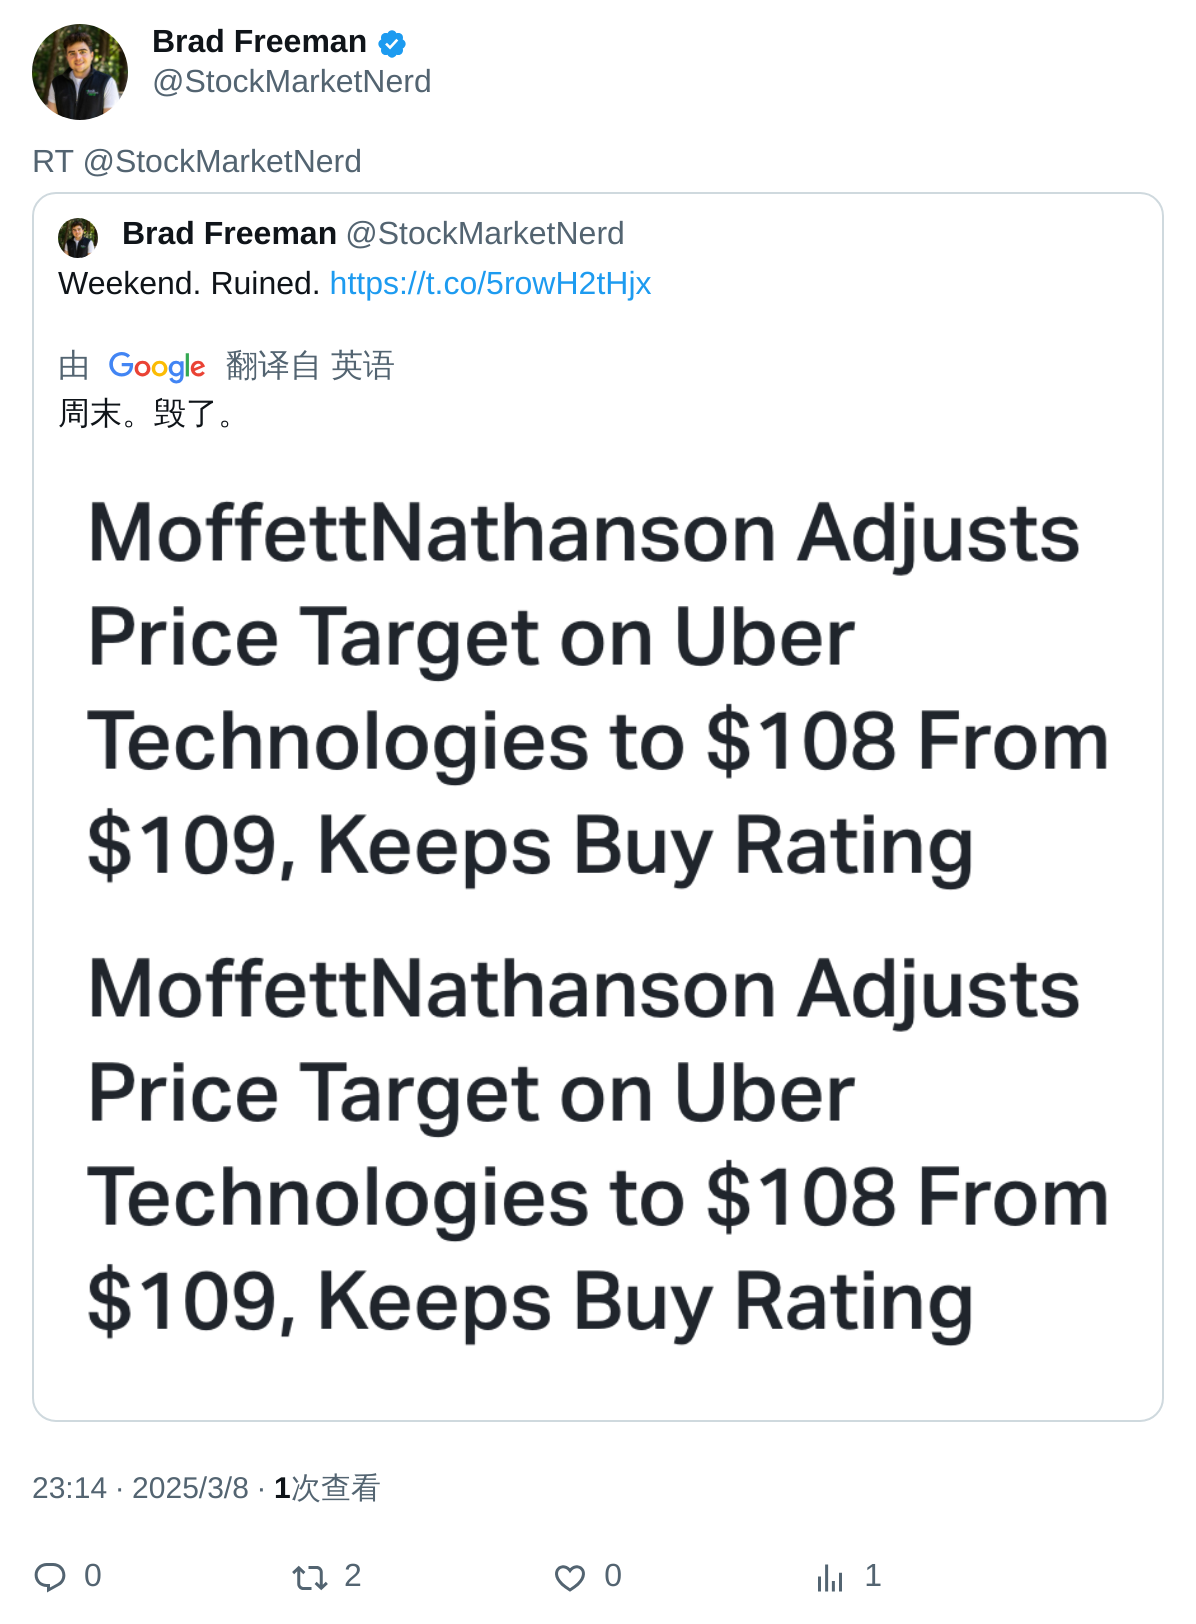 Brad Freeman
@StockMarketNerd
RT @StockMarketNerd
Brad Freeman @StockMarketNerd
Weekend. Ruined. https://t.co/5rowH2tHjx
由 Google 翻译自 英语
周末。毁了。
MoffettNathanson Adjusts
Price Target on Uber
Technologies to $108 From
$109, Keeps Buy Rating
MoffettNathanson Adjusts
Price Target on Uber
Technologies to $108 From
$109, Keeps Buy Rating
23:14 · 2025/3/8 · 1次查看
0 2 0 1